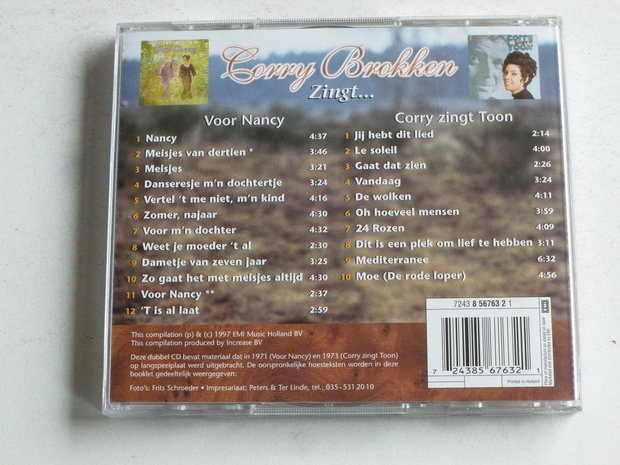 Corry Brokken
Zingt...
Voor Nancy
1 Nancy 4:37
2 Meisjes van dertien * 3:46
3 Meisjes 3:21
4 Danseresje m'n dochtertje 3:24
5 Vertel 't me niet, m'n kind 4:16
6 Zomer, najaar 4:30
7 Voor m'n dochter 4:32
8 Weet je moeder 't al 2:30
9 Dametje van zeven jaar 3:25
10 Zo gaat het met meisjes altijd 4:30
11 Voor Nancy ** 2:37
12 'T is al laat 2:59
Corry zingt Toon
1 Jij hebt dit lied 2:14
2 Le soleil 4:00
3 Gaat dat zien 2:26
4 Vandaag 3:24
5 De wolken 4:11
6 Oh hoeveel mensen 3:59
7 24 Rozen 4:09
8 Dit is een plek om lief te hebben 3:11
9 Mediterranee 6:32
10 Moe (De rode loper) 4:56
This compilation (p) & (c) 1997 EMI Music Holland BV
This compilation produced by Increase BV
Deze dubbel CD bevat materiaal dat in 1971 (Voor Nancy) en 1973 (Corry zingt Toon)
op langspeelplaat werd uitgebracht. De oorspronkelijke hoesteksten worden in deze
booklet gedeeltelijk weergegeven.
Foto's: Frits Schroeder • Impresariaat: Peters & Ter Linde, tel.: 035 - 531 20 10
7243 8 56763 2 1
7 24385 67632 1
EMI
Printed in Holland